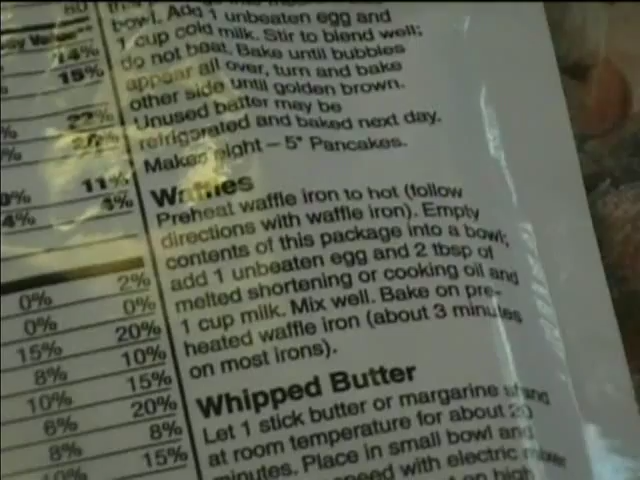 bowl. Add 1 unbeaten egg and
1 cup cold milk. Stir to blend well;
do not beat. Bake until bubbles
appear all over, turn and bake
other side until golden brown.
Unused batter may be
refrigerated and baked next day.
Makes eight – 5" Pancakes.
Waffles
Preheat waffle iron to hot (follow
directions with waffle iron). Empty
contents of this package into a bowl;
add 1 unbeaten egg and 2 tbsp of
melted shortening or cooking oil and
1 cup milk. Mix well. Bake on pre-
heated waffle iron (about 3 minutes
on most irons).
Whipped Butter
Let 1 stick butter or margarine stand
at room temperature for about 20
minutes. Place in small bowl and
with electric mixer
high
14%
15%
22%
11%
4% 4%
2%
0% 0%
0% 20%
15% 10%
8% 15%
10% 20%
6% 8%
8% 15%